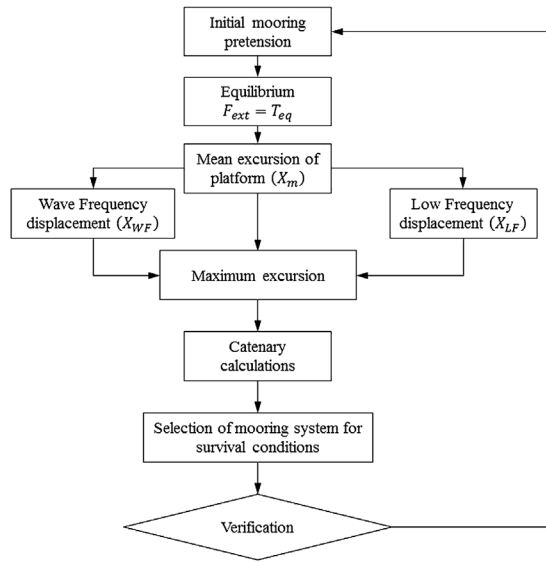 Initial mooring
pretension
Equilibrium
F_ext = T_eq
Mean excursion of
platform (X_m)
Wave Frequency
displacement (X_WF)
Low Frequency
displacement (X_LF)
Maximum excursion
Catenary
calculations
Selection of mooring system for
survival conditions
Verification